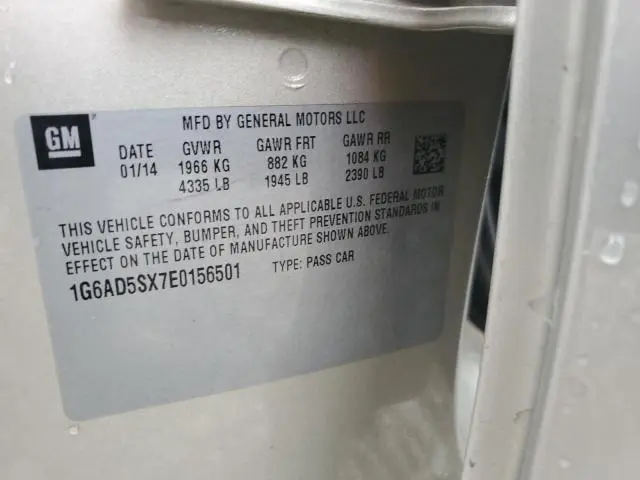 GM
MFD BY GENERAL MOTORS LLC
DATE GVWR GAWR FRT GAWR RR
01/14 1966 KG 882 KG 1084 KG
4335 LB 1945 LB 2390 LB
THIS VEHICLE CONFORMS TO ALL APPLICABLE U.S. FEDERAL MOTOR
VEHICLE SAFETY, BUMPER, AND THEFT PREVENTION STANDARDS IN
EFFECT ON THE DATE OF MANUFACTURE SHOWN ABOVE.
1G6AD5SX7E0156501 TYPE: PASS CAR